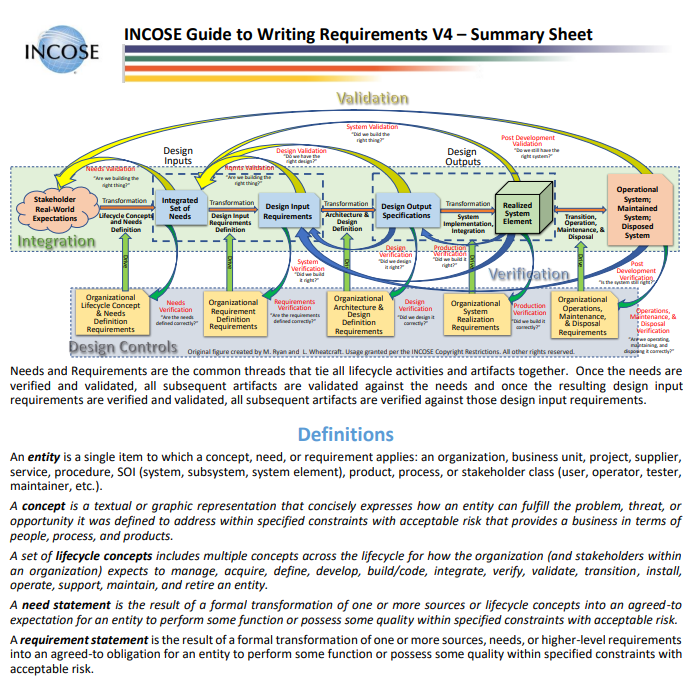 INCOSE
INCOSE Guide to Writing Requirements V4 – Summary Sheet
Validation
System Validation
"Did we build the
right thing?"
Post Development
Validation
"Do we still have the
right system?"
Design
Inputs
Design Validation
"Do we have the
right design?"
Design
Outputs
Needs Validation
"Are we building the
right thing?"
Rqmts Validation
"Are we building the
right thing?"
Stakeholder
Real-World
Expectations
Transformation
Lifecycle Concepts
and Needs
Definition
Integrated
Set of
Needs
Transformation
Design Input
Requirements
Definition
Design Input
Requirements
Transformation
Architecture &
Design
Definition
Design Output
Specifications
Transformation
System
Implementation,
Integration
Realized
System
Element
Transformation
Transition,
Operation,
Maintenance, &
Disposal
Operational
System;
Maintained
System;
Disposed
System
Integration
Drive
Drive
Drive
Drive
Drive
System
Verification
"Did we build it
right?"
Design
Verification
"Did we design it
right?"
Production
Verification
"Did we build it
right?"
Verification
Post
Development
Verification
"Is the system still right?"
Organizational
Lifecycle Concept
& Needs
Definition
Requirements
Needs
Verification
"Are the needs
defined correctly?"
Organizational
Requirement
Definition
Requirements
Requirements
Verification
"Are the requirements
defined correctly?"
Organizational
Architecture &
Design
Definition
Requirements
Design
Verification
"Did we design it
correctly?"
Organizational
System
Realization
Requirements
Production
Verification
"Did we build it
correctly?"
Organizational
Operations,
Maintenance,
& Disposal
Requirements
Operations,
Maintenance, &
Disposal
Verification
"Are we operating,
maintaining, and
disposing it correctly?"
Design Controls
Original figure created by M. Ryan and L. Wheatcraft. Usage granted per the INCOSE Copyright Restrictions. All other rights reserved.
Needs and Requirements are the common threads that tie all lifecycle activities and artifacts together. Once the needs are
verified and validated, all subsequent artifacts are validated against the needs and once the resulting design input
requirements are verified and validated, all subsequent artifacts are verified against those design input requirements.
Definitions
An entity is a single item to which a concept, need, or requirement applies: an organization, business unit, project, supplier,
service, procedure, SOI (system, subsystem, system element), product, process, or stakeholder class (user, operator, tester,
maintainer, etc.).
A concept is a textual or graphic representation that concisely expresses how an entity can fulfill the problem, threat, or
opportunity it was defined to address within specified constraints with acceptable risk that provides a business in terms of
people, process, and products.
A set of lifecycle concepts includes multiple concepts across the lifecycle for how the organization (and stakeholders within
an organization) expects to manage, acquire, define, develop, build/code, integrate, verify, validate, transition, install,
operate, support, maintain, and retire an entity.
A need statement is the result of a formal transformation of one or more sources or lifecycle concepts into an agreed-to
expectation for an entity to perform some function or possess some quality within specified constraints with acceptable risk.
A requirement statement is the result of a formal transformation of one or more sources, needs, or higher-level requirements
into an agreed-to obligation for an entity to perform some function or possess some quality within specified constraints with
acceptable risk.